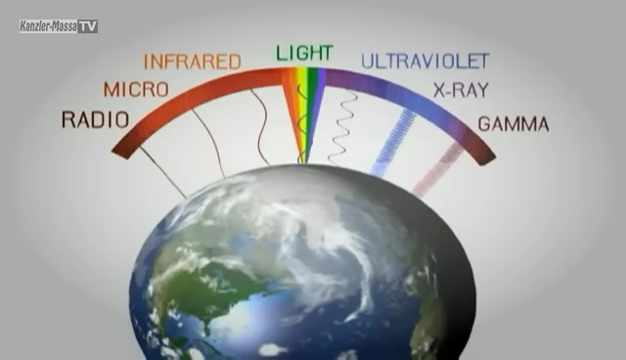 Kanzler-Massa TV
LIGHT
INFRARED
ULTRAVIOLET
MICRO
X-RAY
RADIO
GAMMA